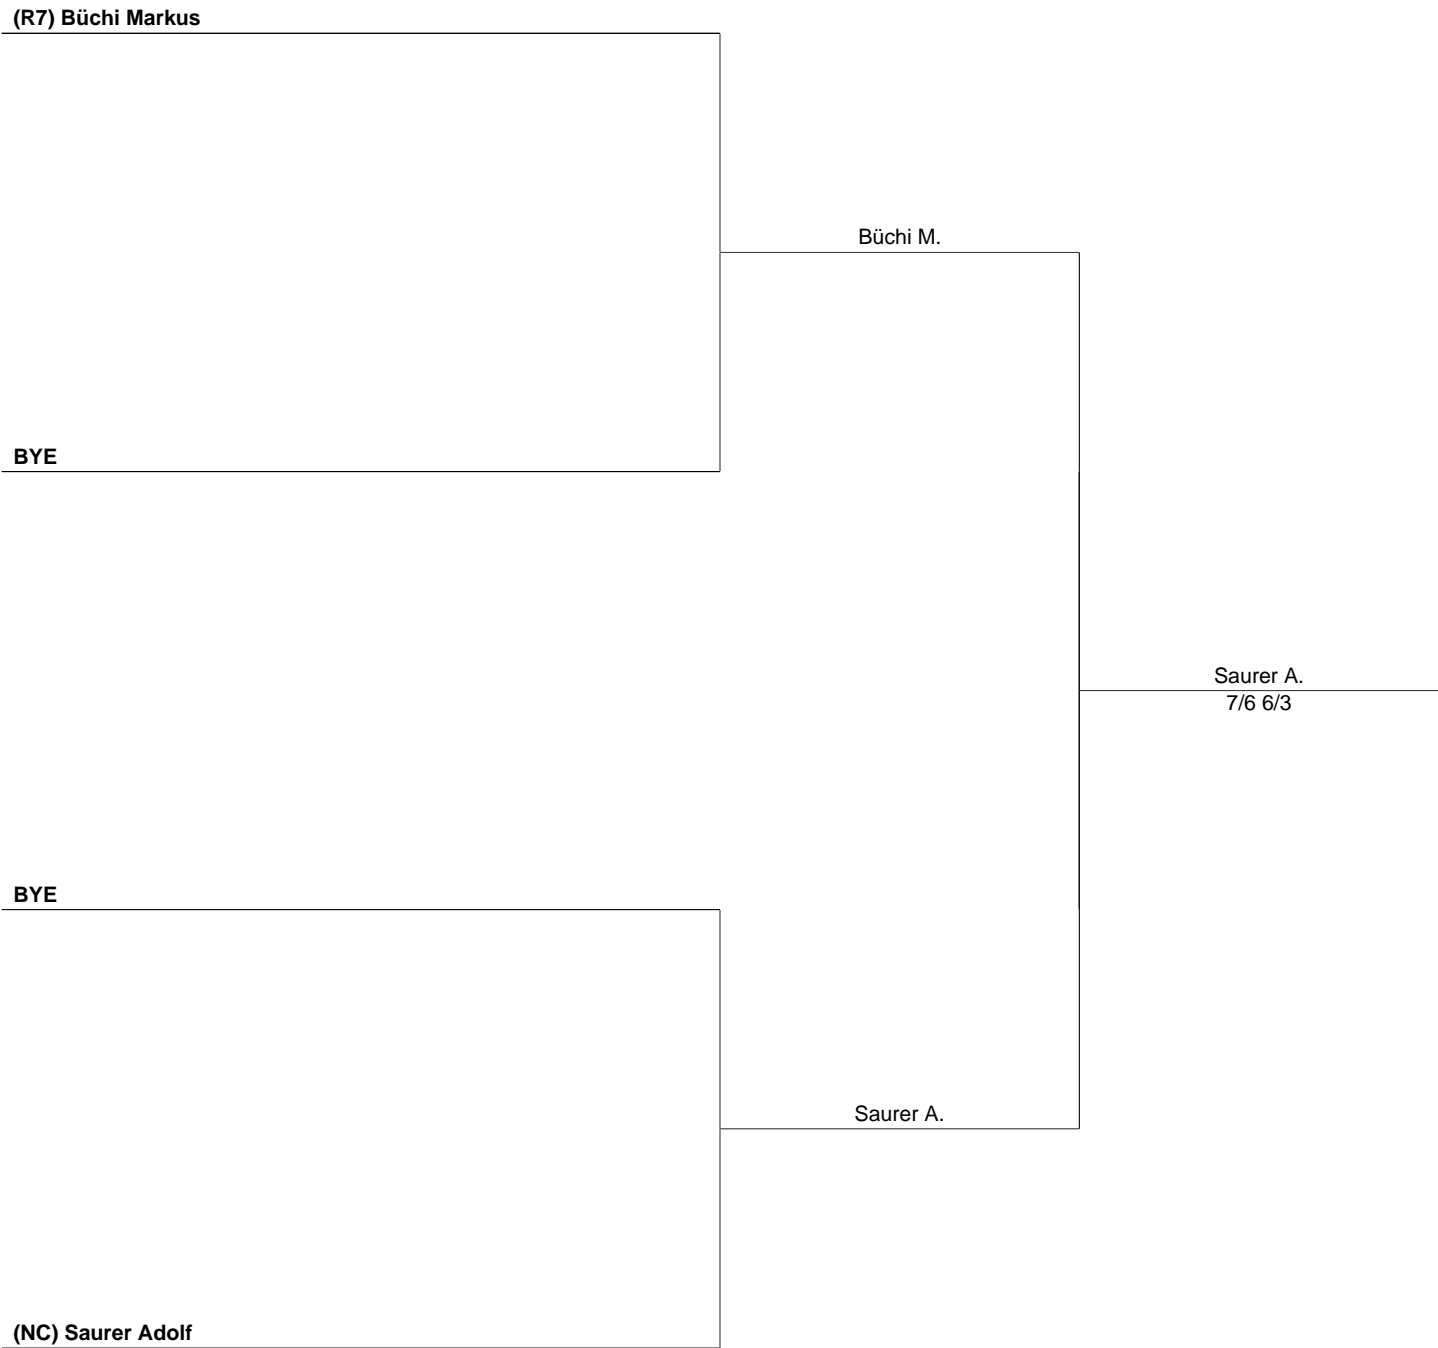 (R7) Büchi Markus
Büchi M.
BYE
Saurer A.
7/6 6/3
BYE
Saurer A.
(NC) Saurer Adolf